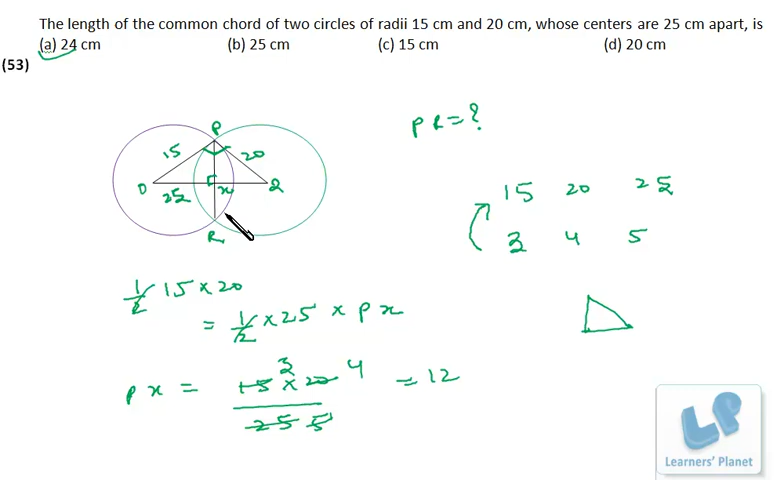 The length of the common chord of two circles of radii 15 cm and 20 cm, whose centers are 25 cm apart, is
(a) 24 cm (b) 25 cm (c) 15 cm (d) 20 cm
(53)
P
PR = ?
15 20
O 25 x Q
R
15 20 25
3 4 5
1/2 15 × 20
= 1/2 × 25 × Px
Px = 15 × 20 / 25 = 12
3 4
5
LP
Learners' Planet